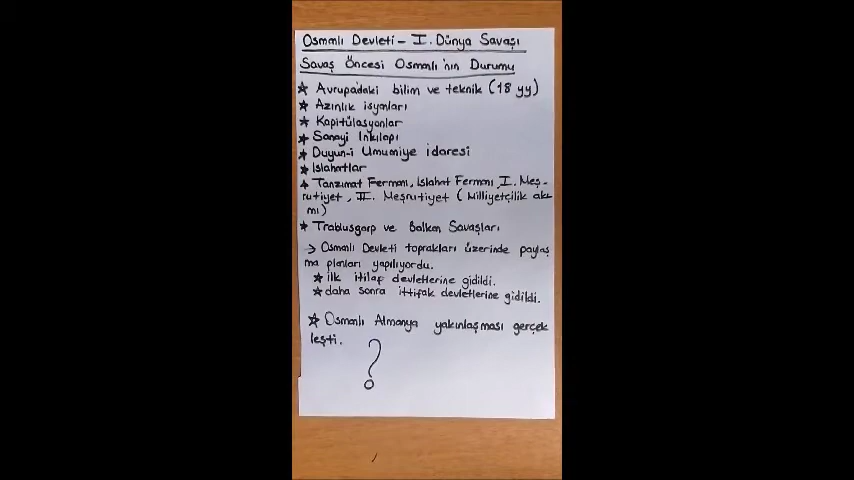 Osmanlı Devleti - I. Dünya Savaşı
Savaş Öncesi Osmanlı'nın Durumu
★ Avrupadaki bilim ve teknik (18 yy)
★ Azınlık isyanları
★ Kapitülasyonlar
★ Sanayi İnkılapı
★ Duyun-i Umumiye idaresi
★ Islahatlar
★ Tanzimat Fermanı, Islahat Fermanı, I. Meş-
rutiyet, II. Meşrutiyet (Milliyetçilik akı
mı)
★ Trablusgarp ve Balkan Savaşları
→ Osmanlı Devleti toprakları üzerinde paylaş
ma planları yapılıyordu.
★ ilk itilaf devletlerine gidildi.
★ daha sonra ittifak devletlerine gidildi.
★ Osmanlı Almanya yakınlaşması gerçek
leşti.
?